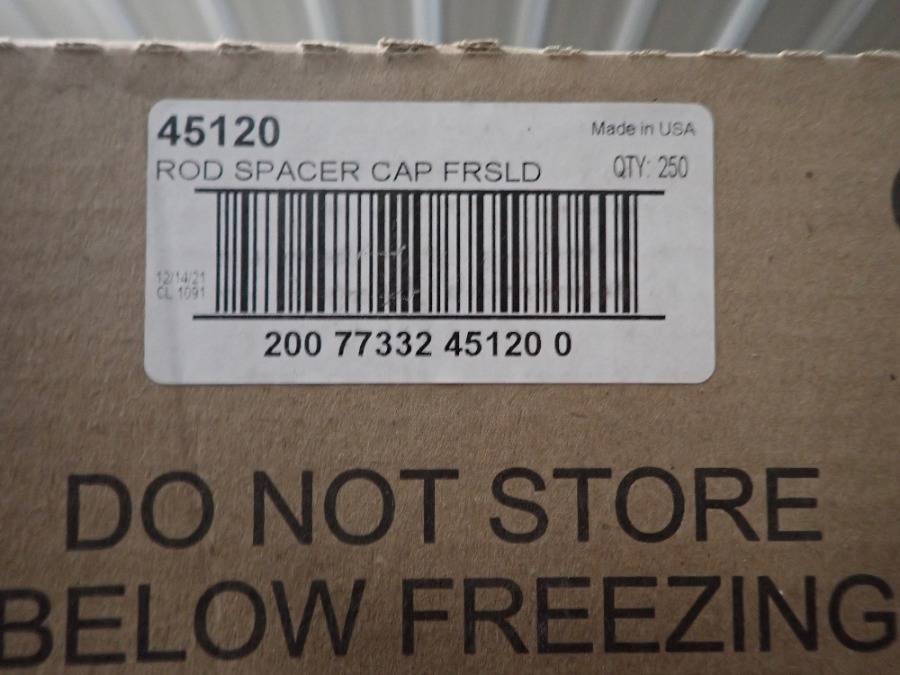 45120
Made in USA
ROD SPACER CAP FRSLD
QTY: 250
12/14/21
CL 1091
200 77332 45120 0
DO NOT STORE
BELOW FREEZING